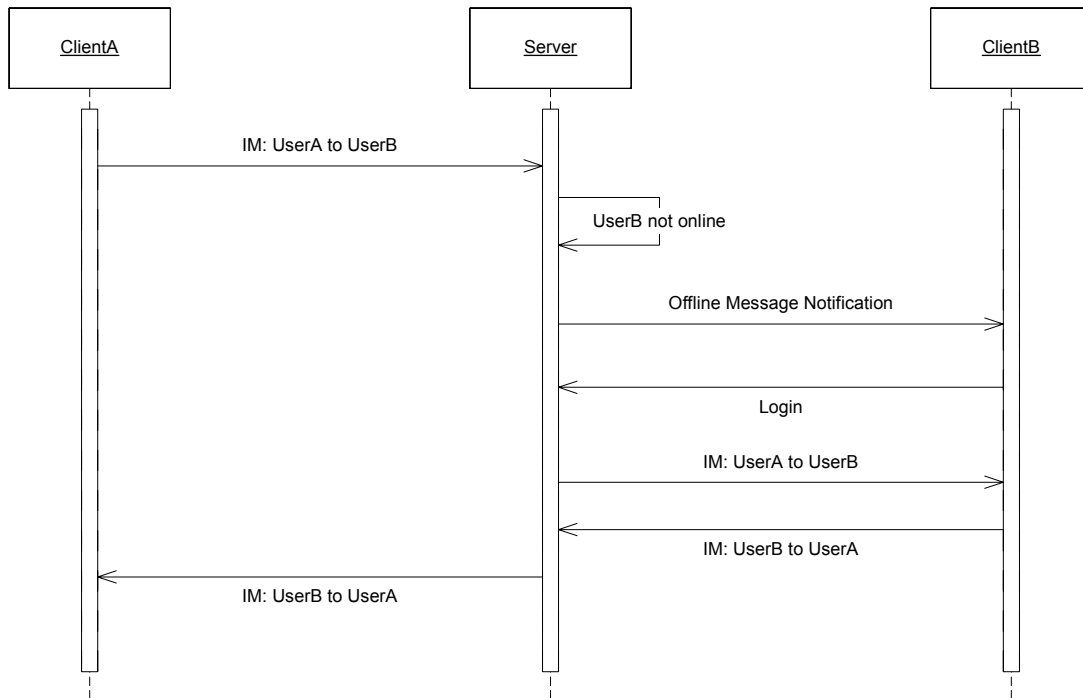 ClientA
Server
ClientB
IM: UserA to UserB
UserB not online
Offline Message Notification
Login
IM: UserA to UserB
IM: UserB to UserA
IM: UserB to UserA